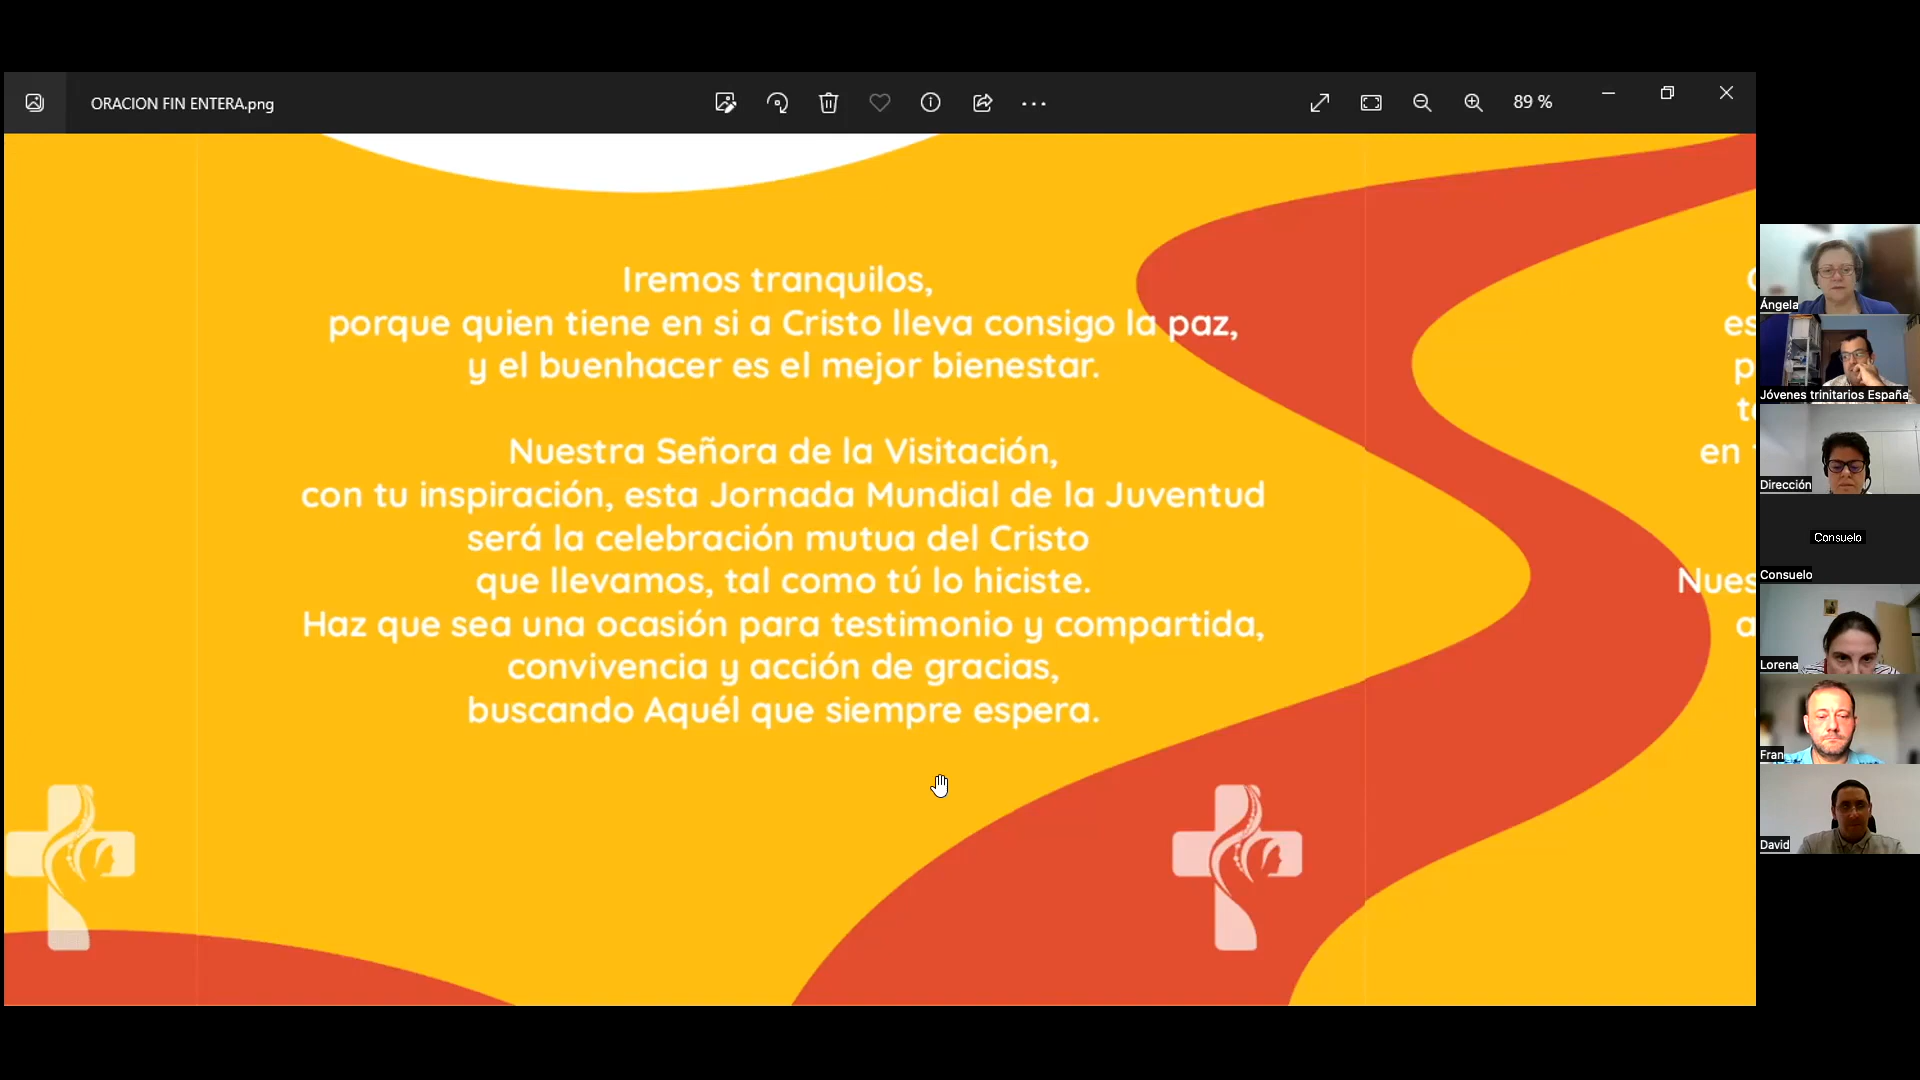 ORACION FIN ENTERA.png
89 %
Iremos tranquilos,
porque quien tiene en si a Cristo lleva consigo la paz,
y el buenhacer es el mejor bienestar.
Nuestra Señora de la Visitación,
con tu inspiración, esta Jornada Mundial de la Juventud
será la celebración mutua del Cristo
que llevamos, tal como tú lo hiciste.
Haz que sea una ocasión para testimonio y compartida,
convivencia y acción de gracias,
buscando Aquél que siempre espera.
en
Ángela
Jóvenes trinitarios España
Dirección
Consuelo
Consuelo
Lorena
Fran
David